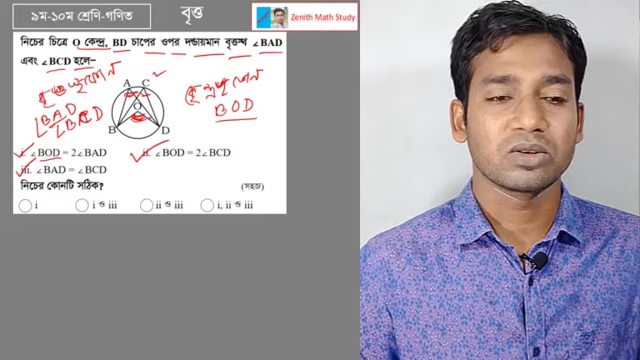 ৯ম-১০ম শ্রেণি-গণিত
বৃত্ত
Zenith Math Study
নিচের চিত্রে O কেন্দ্র, BD চাপের ওপর দণ্ডায়মান বৃত্তস্থ ∠BAD
এবং ∠BCD হলে-
বৃত্তস্থ কোণ
∠BAD
∠BCD
A C
O
B D
কেন্দ্রস্থ কোণ
BOD
i. ∠BOD = 2∠BAD
ii. ∠BOD = 2∠BCD
iii. ∠BAD = ∠BCD
নিচের কোনটি সঠিক?
(সহজ)
i
i ও iii
ii ও iii
i, ii ও iii